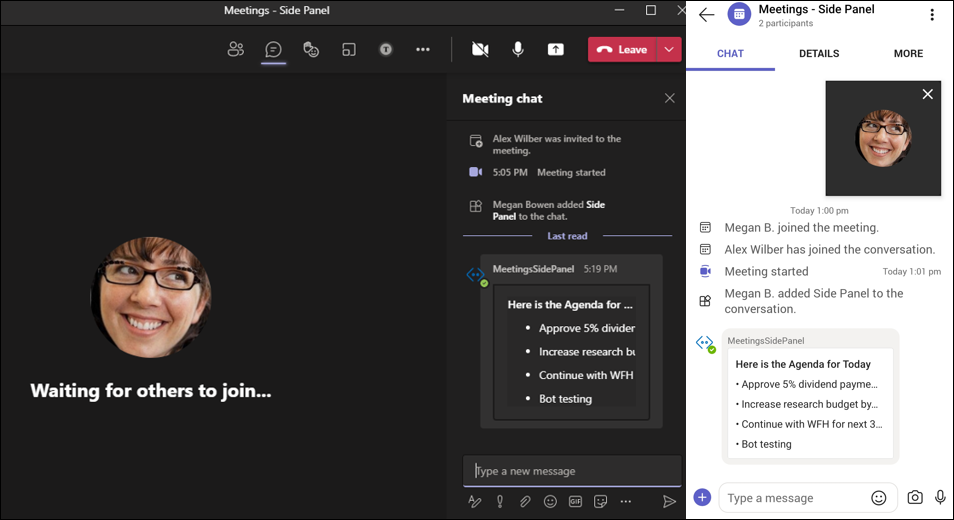 Meetings - Side Panel
Leave
Waiting for others to join...
Meeting chat
Alex Wilber was invited to the
meeting.
5:05 PM Meeting started
Megan Bowen added Side
Panel to the chat.
Last read
MeetingsSidePanel 5:19 PM
Here is the Agenda for ...
• Approve 5% dividen
• Increase research bu
• Continue with WFH
• Bot testing
Type a new message
GIF
Meetings - Side Panel
2 participants
CHAT DETAILS MORE
Today 1:00 pm
Megan B. joined the meeting.
Alex Wilber has joined the conversation.
Meeting started Today 1:01 pm
Megan B. added Side Panel to the
conversation.
MeetingsSidePanel
Here is the Agenda for Today
• Approve 5% dividend payme...
• Increase research budget by...
• Continue with WFH for next 3...
• Bot testing
Type a message